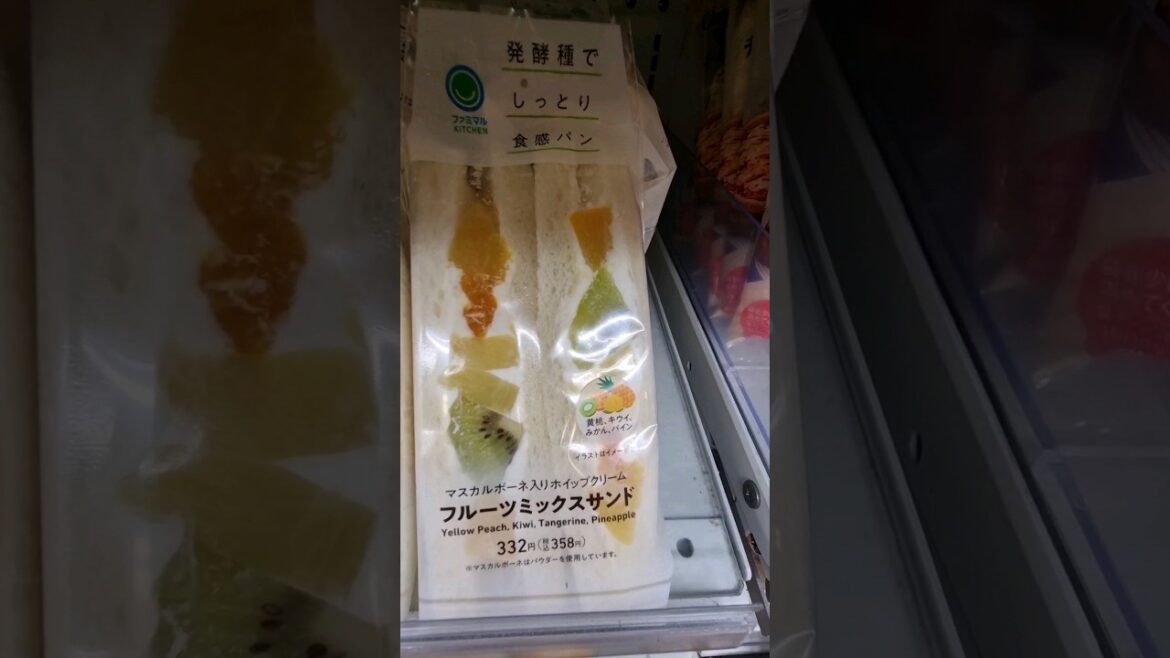 発酵種で
しっとり
食感パン
ファミマル
KITCHEN
黄桃、キウイ、
みかん、パイン
イラストはイメージ
マスカルポーネ入りホイップクリーム
フルーツミックスサンド
Yellow Peach, Kiwi, Tangerine, Pineapple
332円(税込358円)
※マスカルポーネはパウダーを使用しています。